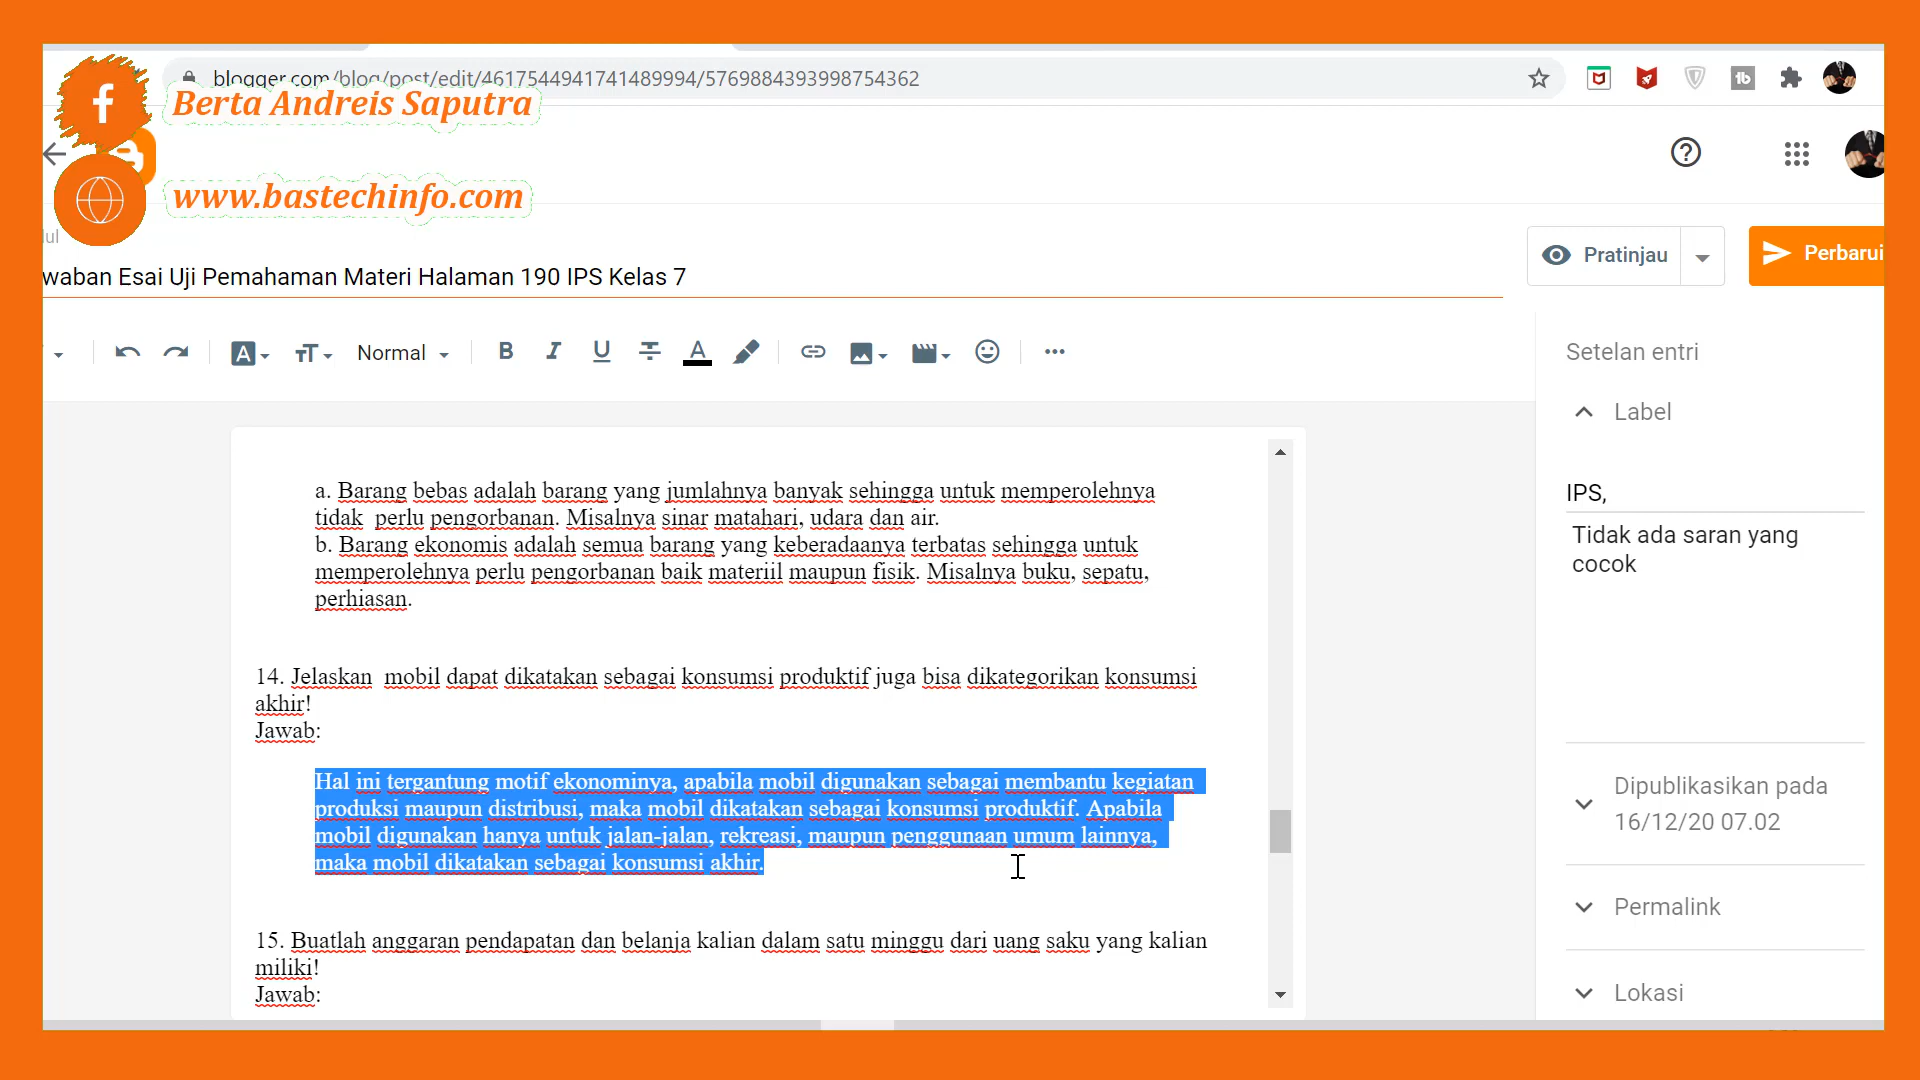 blogger.com/blog/post/edit/4617544941741489994/5769884393998754362
Berta Andreis Saputra
www.bastechinfo.com
waban Esai Uji Pemahaman Materi Halaman 190 IPS Kelas 7
Pratinjau
Perbarui
Normal
Setelan entri
Label
IPS,
Tidak ada saran yang
cocok
Dipublikasikan pada
16/12/20 07.02
Permalink
Lokasi
a. Barang bebas adalah barang yang jumlahnya banyak sehingga untuk memperolehnya
tidak  perlu pengorbanan. Misalnya sinar matahari, udara dan air.
b. Barang ekonomis adalah semua barang yang keberadaanya terbatas sehingga untuk
memperolehnya perlu pengorbanan baik materiil maupun fisik. Misalnya buku, sepatu,
perhiasan.
14. Jelaskan  mobil dapat dikatakan sebagai konsumsi produktif juga bisa dikategorikan konsumsi
akhir!
Jawab:
Hal ini tergantung motif ekonominya, apabila mobil digunakan sebagai membantu kegiatan
produksi maupun distribusi, maka mobil dikatakan sebagai konsumsi produktif. Apabila
mobil digunakan hanya untuk jalan-jalan, rekreasi, maupun penggunaan umum lainnya,
maka mobil dikatakan sebagai konsumsi akhir.
15. Buatlah anggaran pendapatan dan belanja kalian dalam satu minggu dari uang saku yang kalian
miliki!
Jawab: